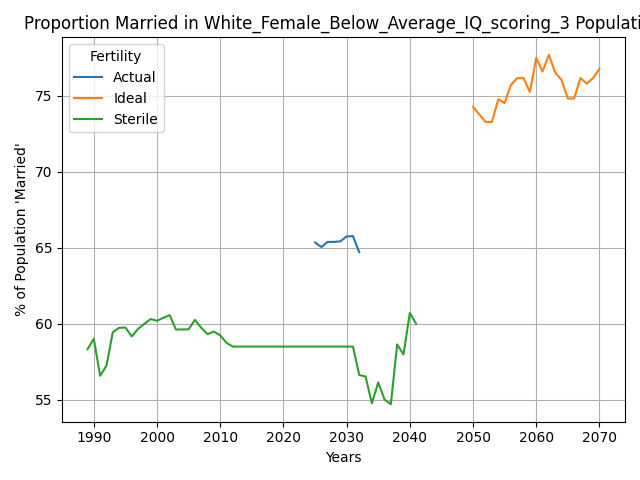 Proportion Married in White_Female_Below_Average_IQ_scoring_3 Populati
Fertility
Actual
Ideal
Sterile
% of Population 'Married'
75
70
65
60
55
1990 2000 2010 2020 2030 2040 2050 2060 2070
Years